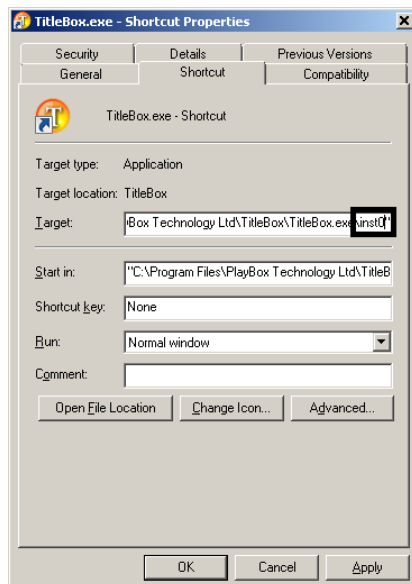 TitleBox.exe - Shortcut Properties
Security Details Previous Versions
General Shortcut Compatibility
TitleBox.exe - Shortcut
Target type: Application
Target location: TitleBox
Target: Box Technology Ltd\TitleBox\TitleBox.exe\inst0"
Start in: "C:\Program Files\PlayBox Technology Ltd\TitleB
Shortcut key: None
Run: Normal window
Comment:
Open File Location Change Icon... Advanced...
OK Cancel Apply